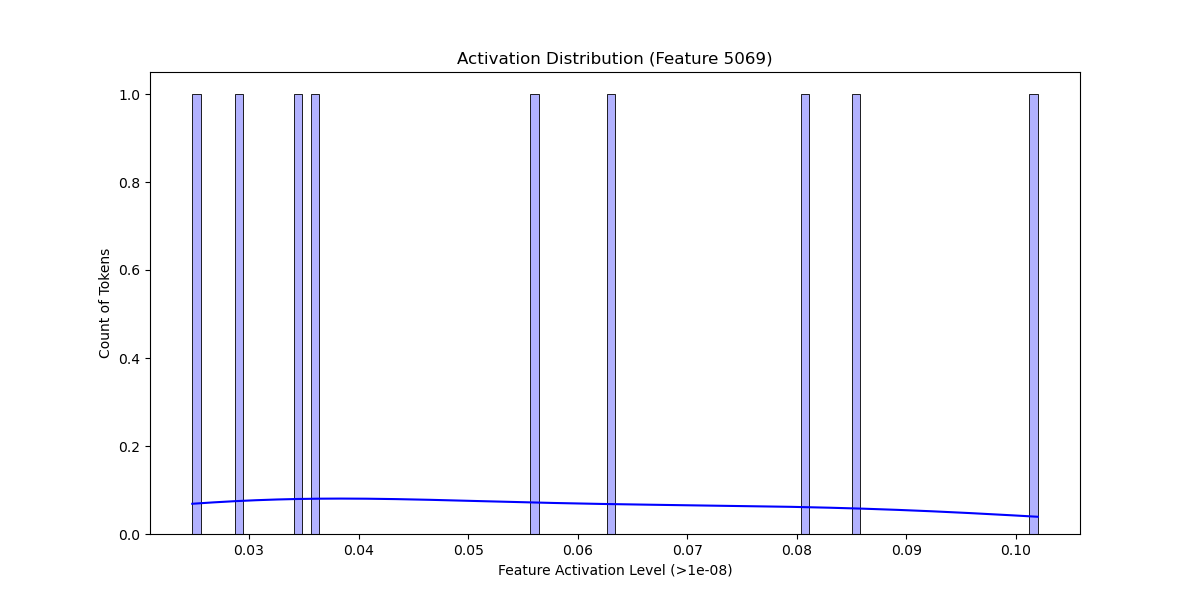 Activation Distribution (Feature 5069)
1.0
0.8
0.6
0.4
0.2
0.0
Count of Tokens
0.03 0.04 0.05 0.06 0.07 0.08 0.09 0.10
Feature Activation Level (>1e-08)